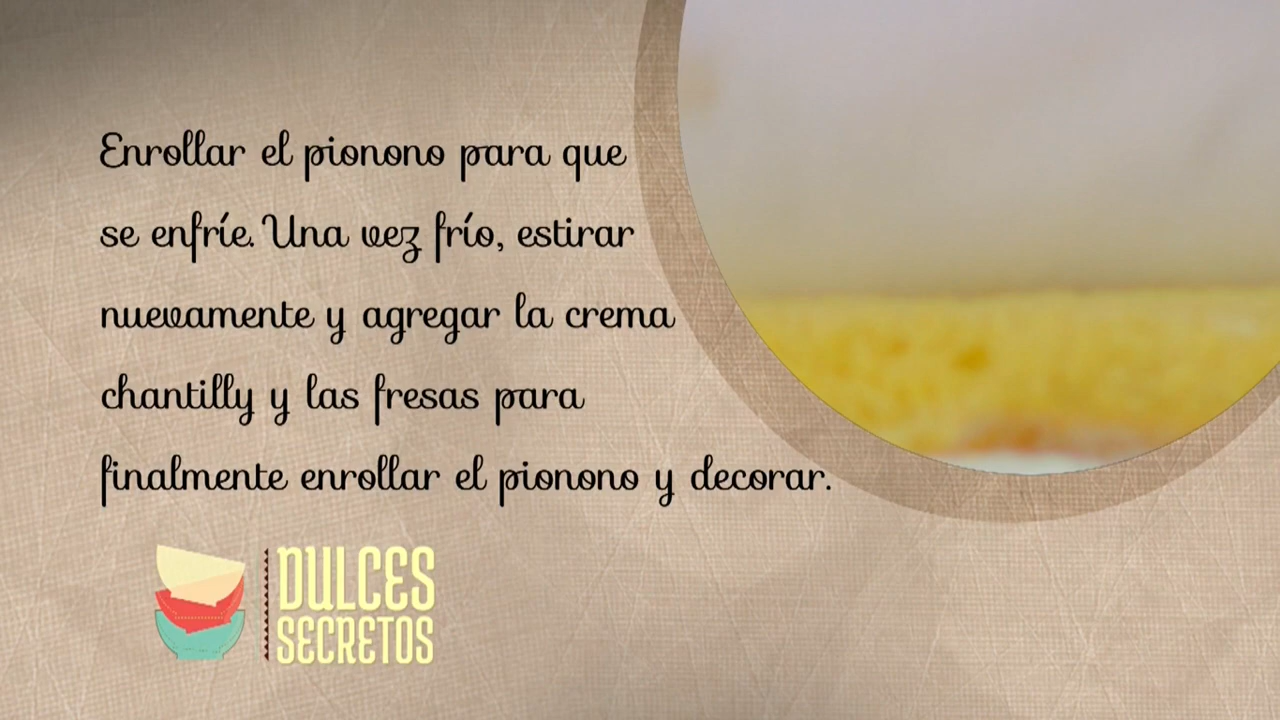 Enrollar el pionono para que
se enfríe. Una vez frío, estirar
nuevamente y agregar la crema
chantilly y las fresas para
finalmente enrollar el pionono y decorar.
DULCES
SECRETOS